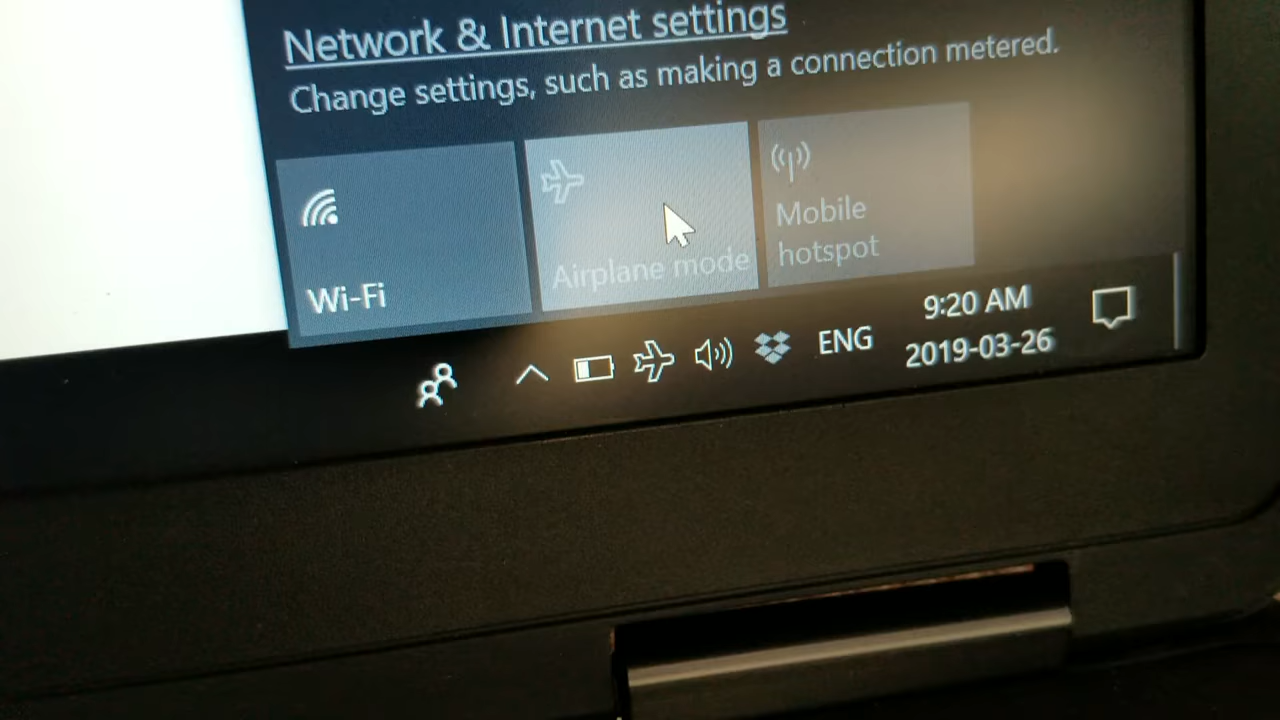 Network & Internet settings
Change settings, such as making a connection metered.
Wi-Fi
Airplane mode
Mobile
hotspot
ENG
9:20 AM
2019-03-26